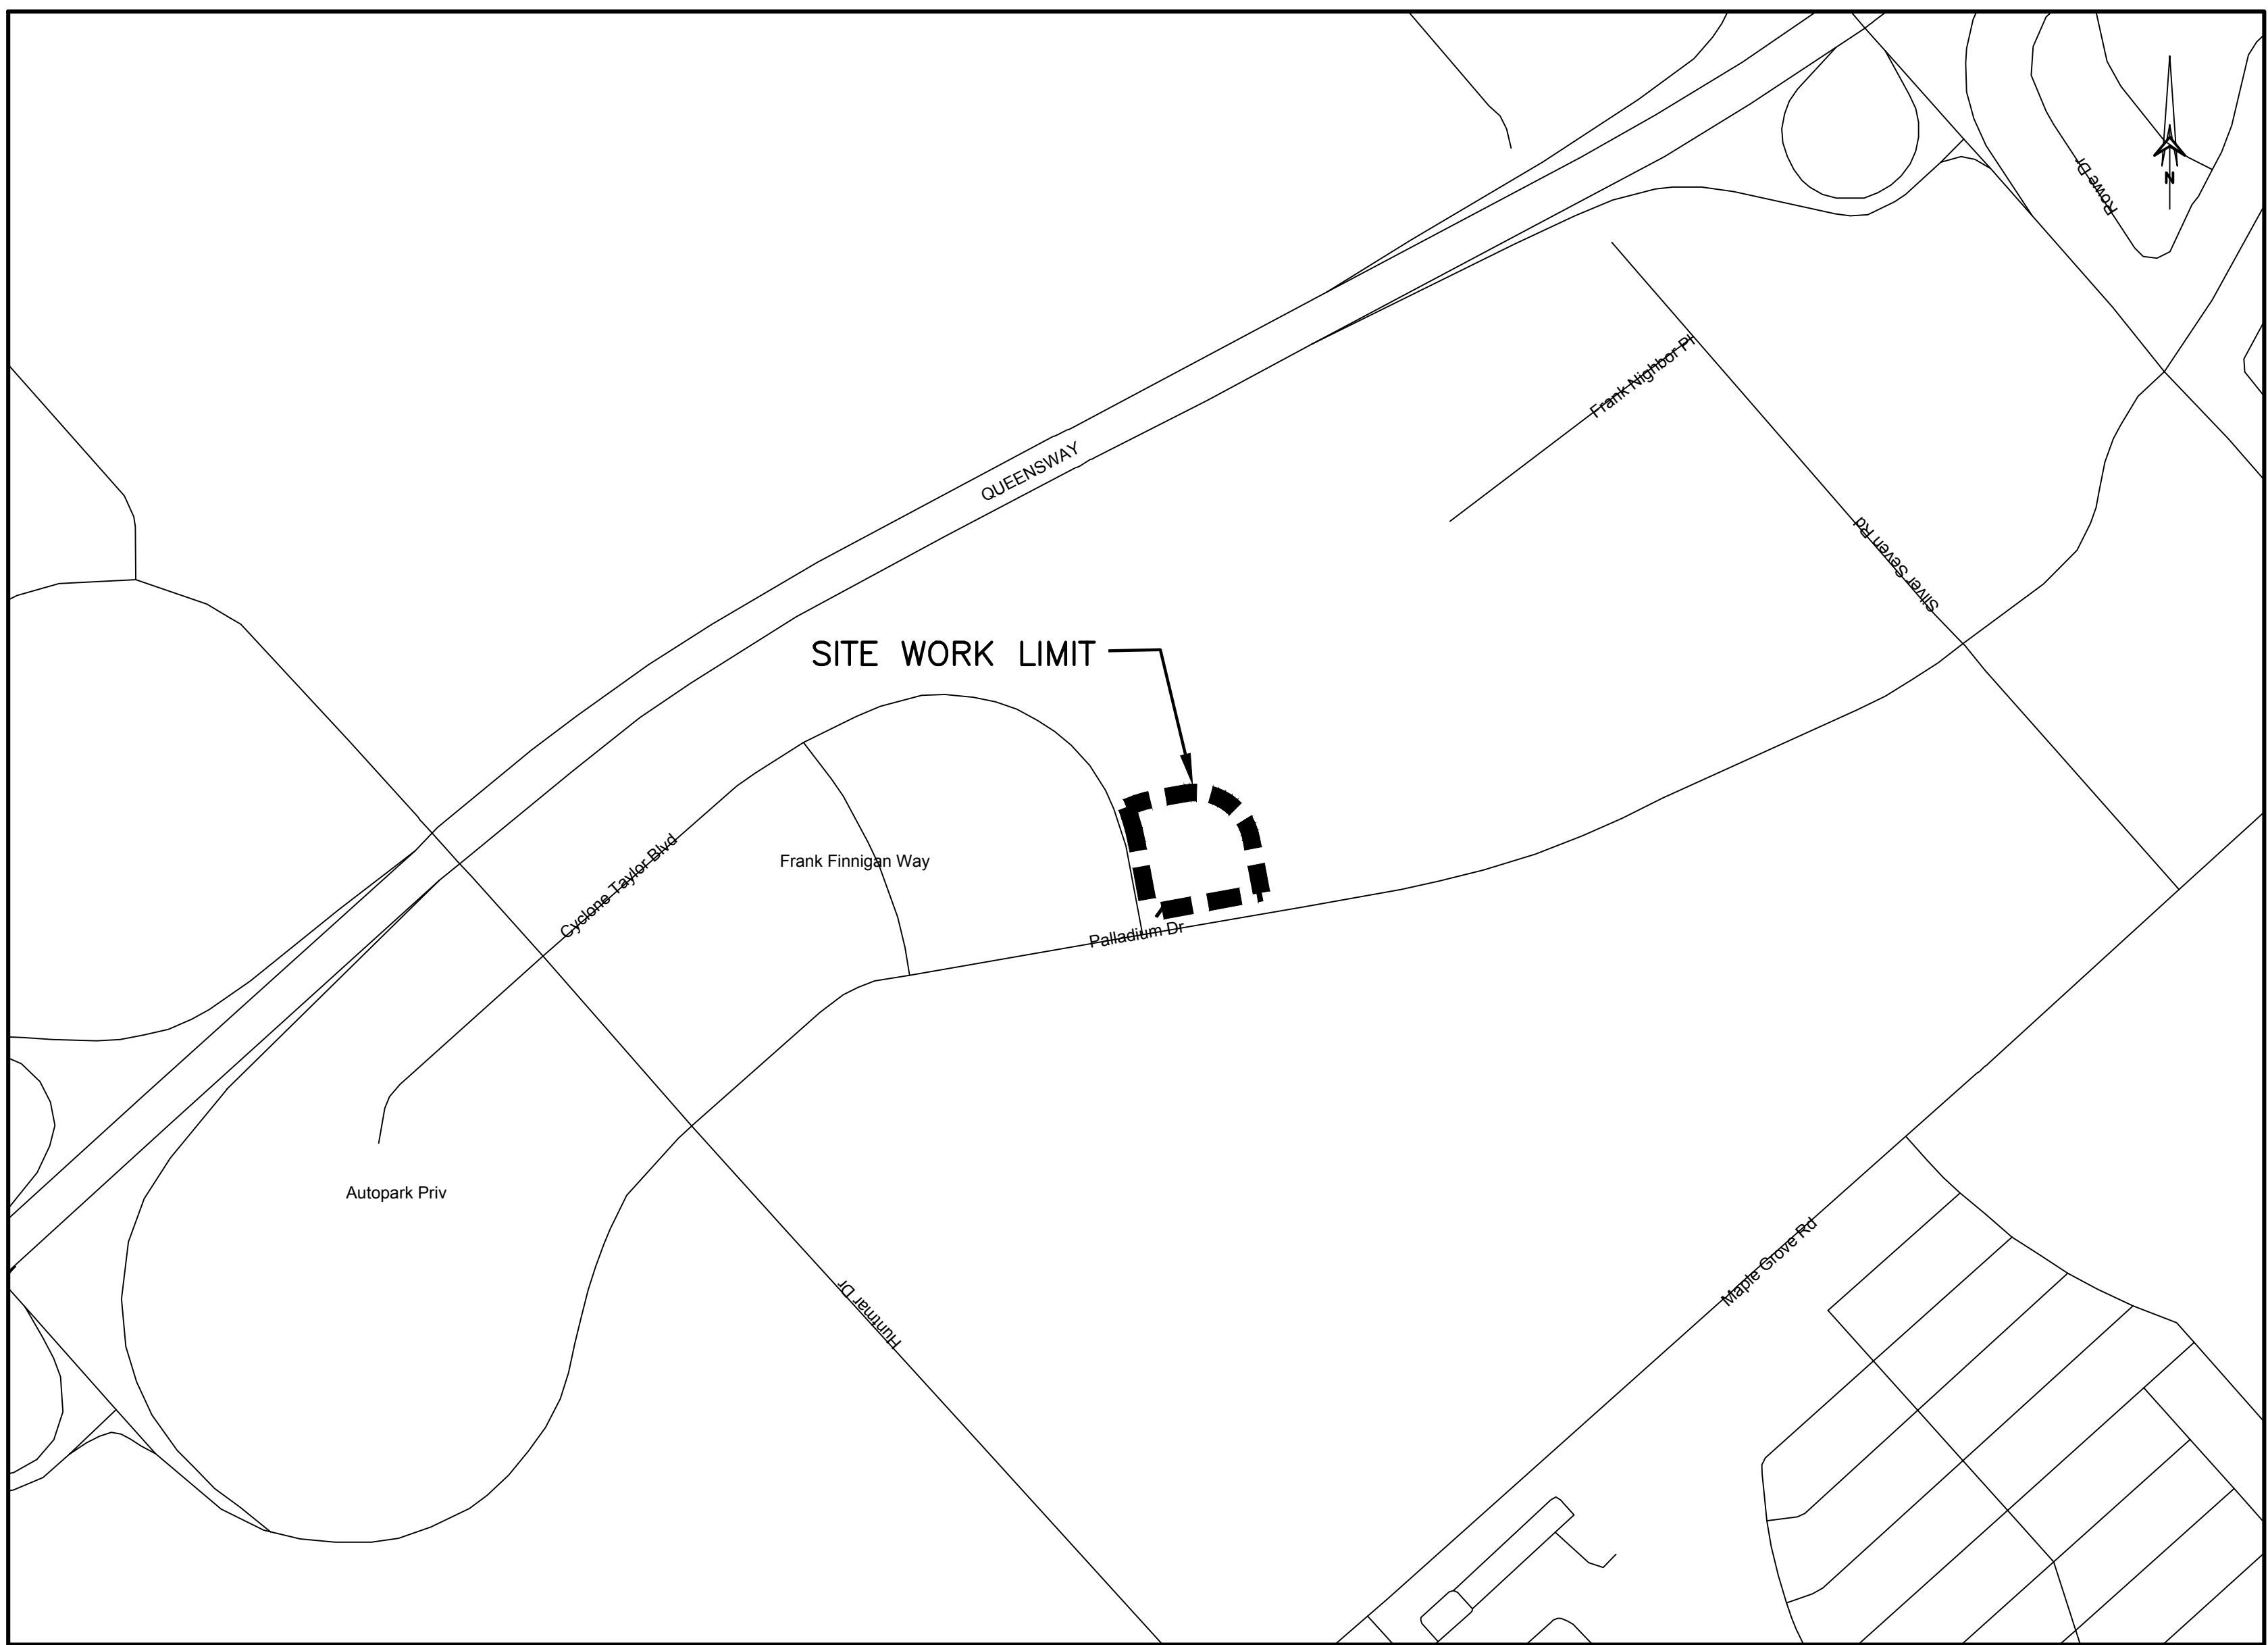 N
Rowe Dr
Frank Nighbor Pl
QUEENSWAY
Silver Seven Rd
SITE WORK LIMIT
Cyclone Taylor Blvd
Frank Finnigan Way
Palladium Dr
Autopark Priv
Maple Grove Rd
Huntmar Dr